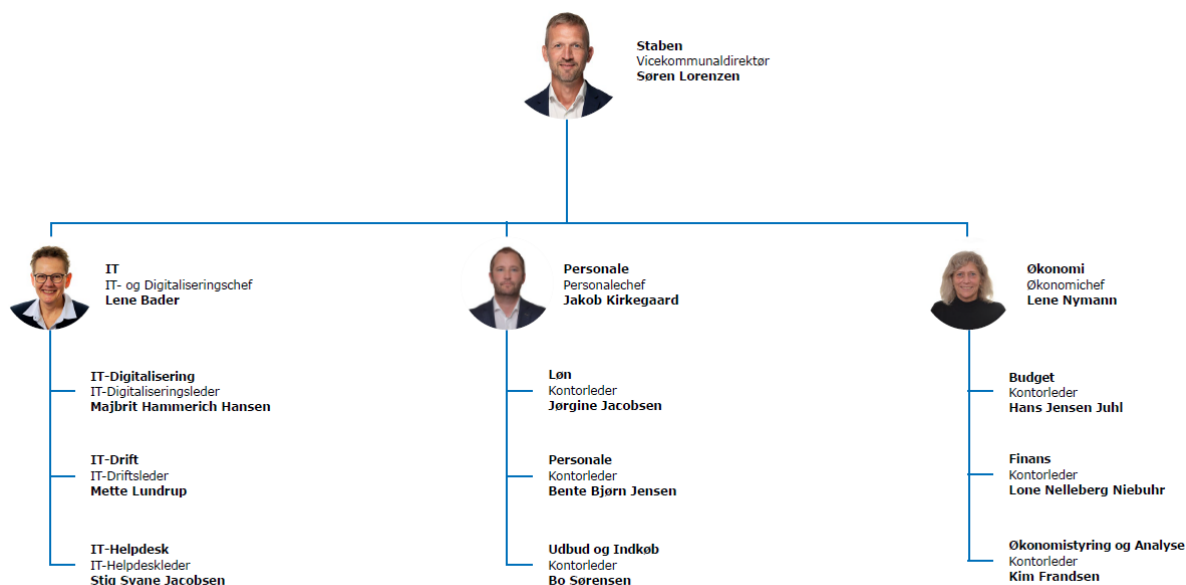 Staben
Vicekommunaldirektør
Søren Lorenzen
IT
IT- og Digitaliseringschef
Lene Bader
Personale
Personalechef
Jakob Kirkegaard
Økonomi
Økonomichef
Lene Nymann
IT-Digitalisering
IT-Digitaliseringsleder
Majbrit Hammerich Hansen
IT-Drift
IT-Driftsleder
Mette Lundrup
IT-Helpdesk
IT-Helpdeskleder
Stig Svane Jacobsen
Løn
Kontorleder
Jørgine Jacobsen
Personale
Kontorleder
Bente Bjørn Jensen
Udbud og Indkøb
Kontorleder
Bo Sørensen
Budget
Kontorleder
Hans Jensen Juhl
Finans
Kontorleder
Lone Nelleberg Niebuhr
Økonomistyring og Analyse
Kontorleder
Kim Frandsen